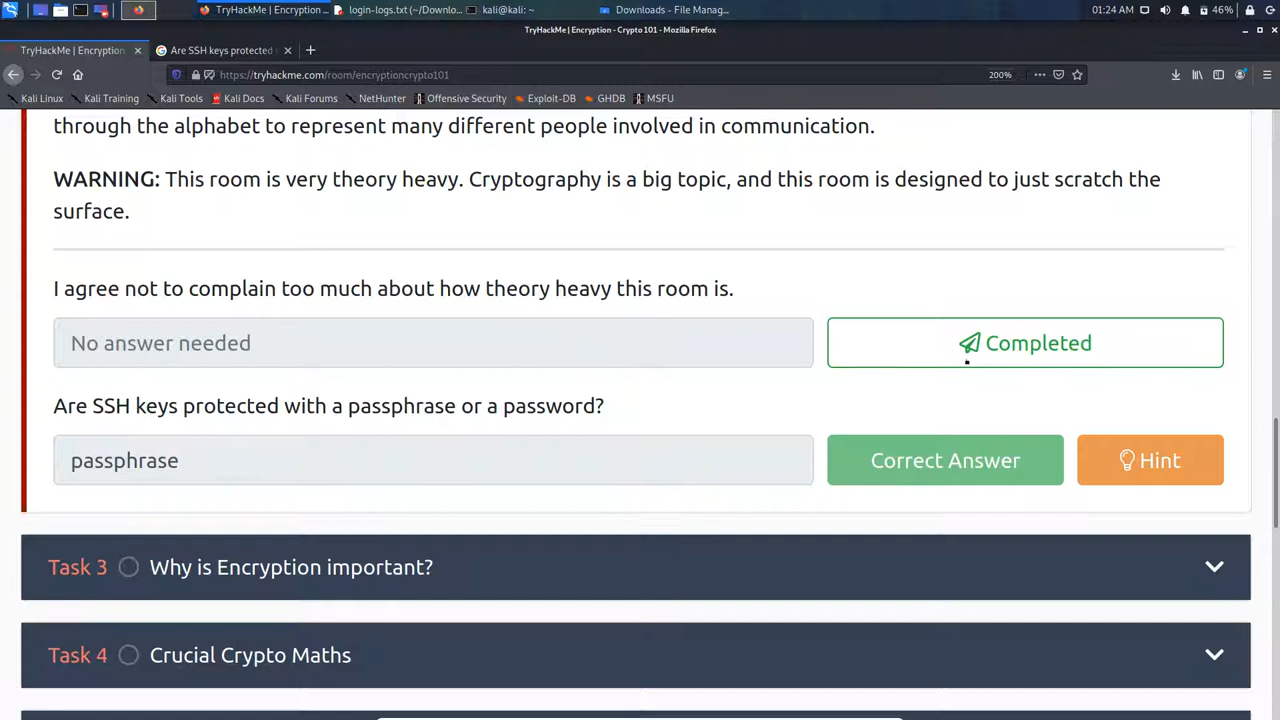 TryHackMe | Encryption ...
login-logs.txt (~/Downlo...
kali@kali: ~
Downloads - File Manag...
01:24 AM
46%
TryHackMe | Encryption - Crypto 101 - Mozilla Firefox
TryHackMe | Encryption
Are SSH keys protected
https://tryhackme.com/room/encryptioncrypto101
200%
Kali Linux
Kali Training
Kali Tools
Kali Docs
Kali Forums
NetHunter
Offensive Security
Exploit-DB
GHDB
MSFU
through the alphabet to represent many different people involved in communication.
WARNING: This room is very theory heavy. Cryptography is a big topic, and this room is designed to just scratch the
surface.
I agree not to complain too much about how theory heavy this room is.
No answer needed
Completed
Are SSH keys protected with a passphrase or a password?
passphrase
Correct Answer
Hint
Task 3
Why is Encryption important?
Task 4
Crucial Crypto Maths